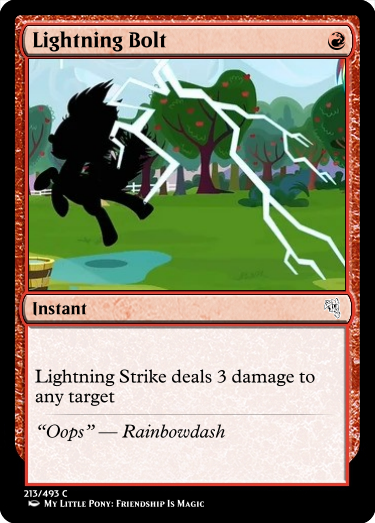 Lightning Bolt
Instant
Lightning Strike deals 3 damage to
any target
“Oops” — Rainbowdash
213/493 C
My Little Pony: Friendship Is Magic